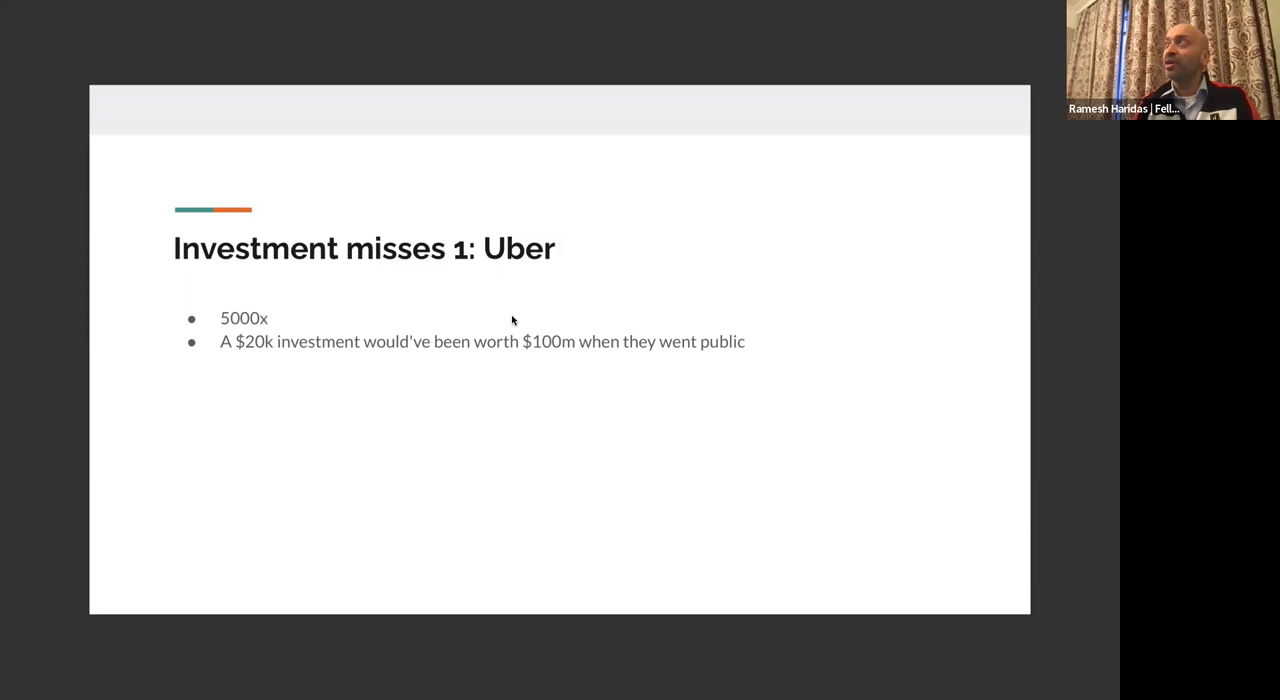 Ramesh Haridas | Fell...
Investment misses 1: Uber
● 5000x
● A $20k investment would've been worth $100m when they went public